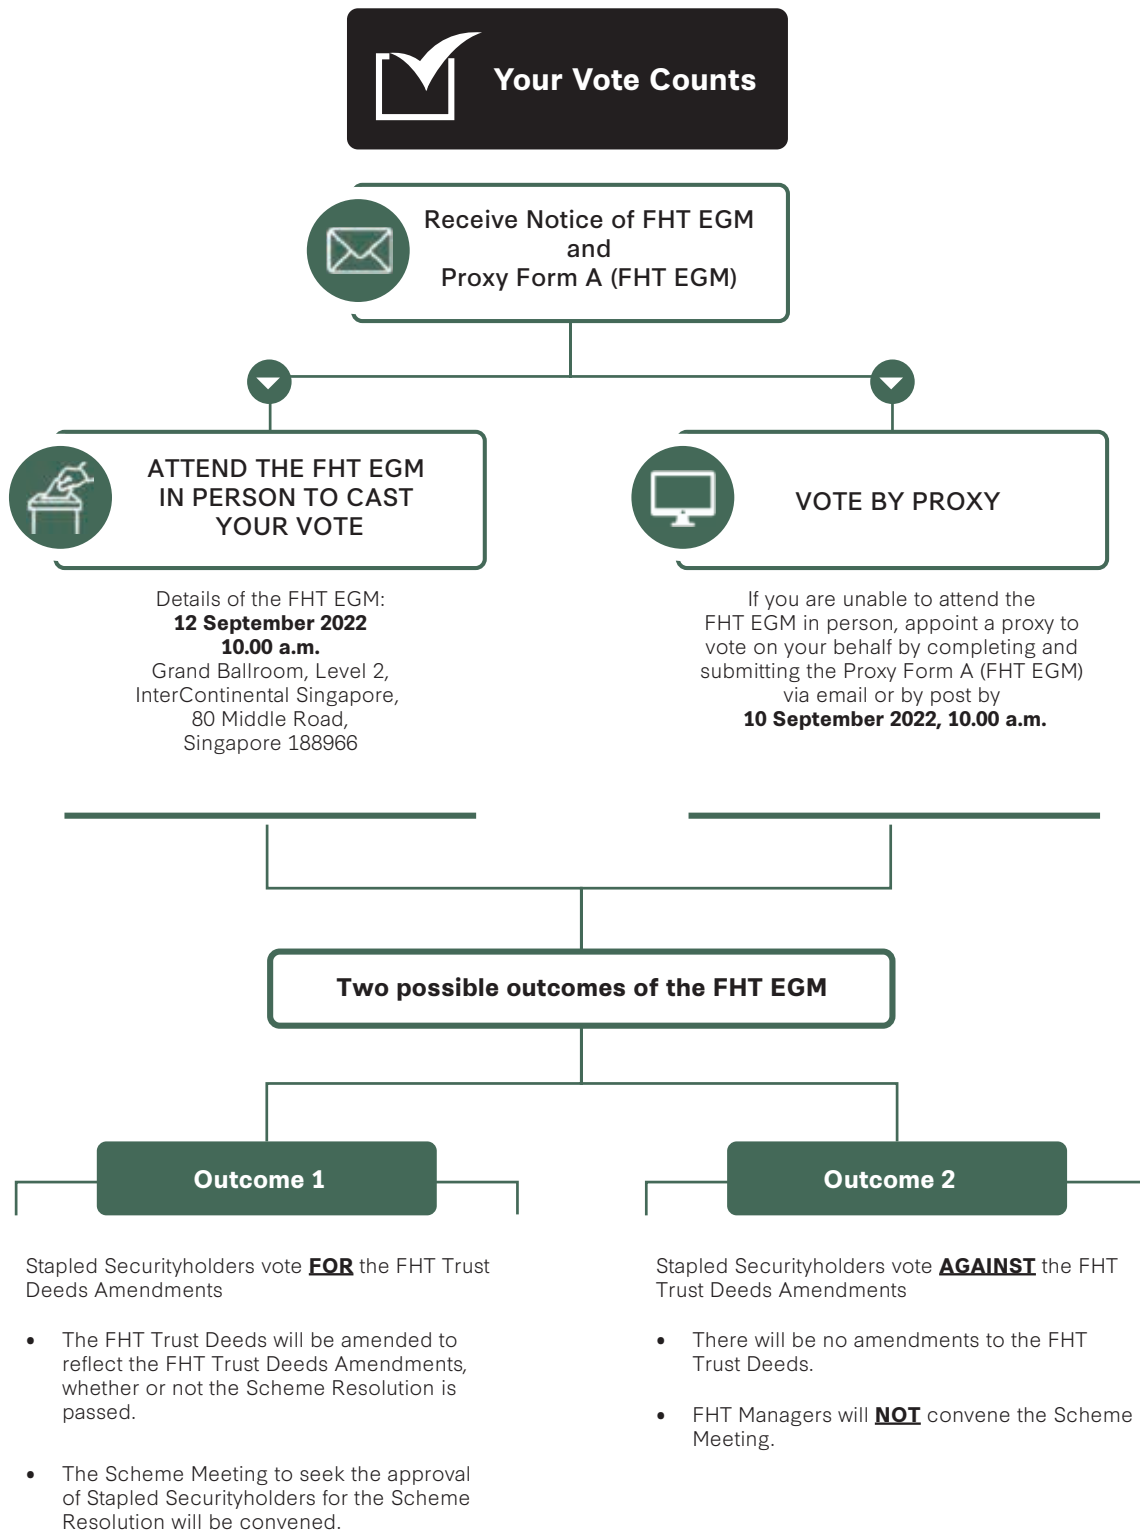 Your Vote Counts
Receive Notice of FHT EGM
and
Proxy Form A (FHT EGM)
ATTEND THE FHT EGM
IN PERSON TO CAST
YOUR VOTE
Details of the FHT EGM:
12 September 2022
10.00 a.m.
Grand Ballroom, Level 2,
InterContinental Singapore,
80 Middle Road,
Singapore 188966
VOTE BY PROXY
If you are unable to attend the
FHT EGM in person, appoint a proxy to
vote on your behalf by completing and
submitting the Proxy Form A (FHT EGM)
via email or by post by
10 September 2022, 10.00 a.m.
Two possible outcomes of the FHT EGM
Outcome 1
Stapled Securityholders vote FOR the FHT Trust
Deeds Amendments
• The FHT Trust Deeds will be amended to
reflect the FHT Trust Deeds Amendments,
whether or not the Scheme Resolution is
passed.
• The Scheme Meeting to seek the approval
of Stapled Securityholders for the Scheme
Resolution will be convened.
Outcome 2
Stapled Securityholders vote AGAINST the FHT
Trust Deeds Amendments
• There will be no amendments to the FHT
Trust Deeds.
• FHT Managers will NOT convene the Scheme
Meeting.